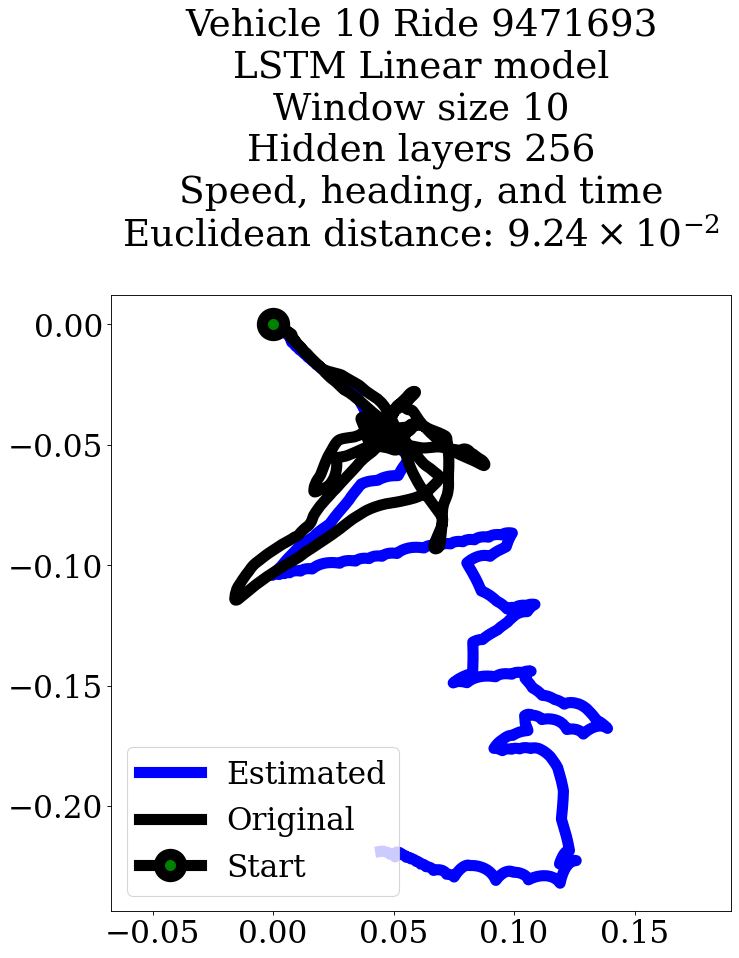 Vehicle 10 Ride 9471693
LSTM Linear model
Window size 10
Hidden layers 256
Speed, heading, and time
Euclidean distance: 9.24 × 10⁻²
0.00
−0.05
−0.10
−0.15
−0.20
Estimated
Original
Start
−0.05 0.00 0.05 0.10 0.15